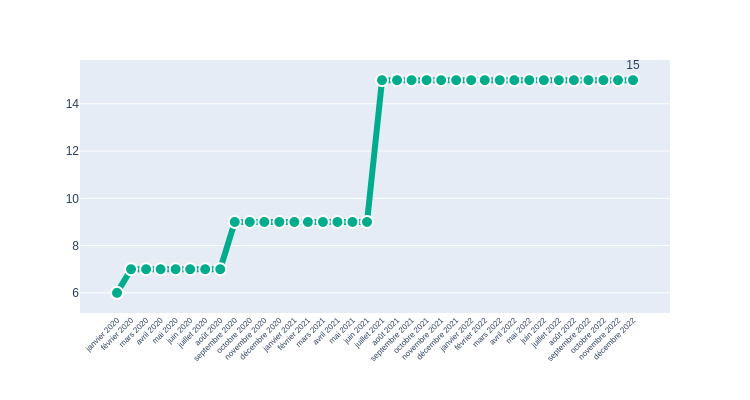 15
14
12
10
8
6
janvier 2020
février 2020
mars 2020
avril 2020
mai 2020
juin 2020
juillet 2020
août 2020
septembre 2020
octobre 2020
novembre 2020
décembre 2020
janvier 2021
février 2021
mars 2021
avril 2021
mai 2021
juin 2021
juillet 2021
août 2021
septembre 2021
octobre 2021
novembre 2021
décembre 2021
janvier 2022
février 2022
mars 2022
avril 2022
mai 2022
juin 2022
juillet 2022
août 2022
septembre 2022
octobre 2022
novembre 2022
décembre 2022